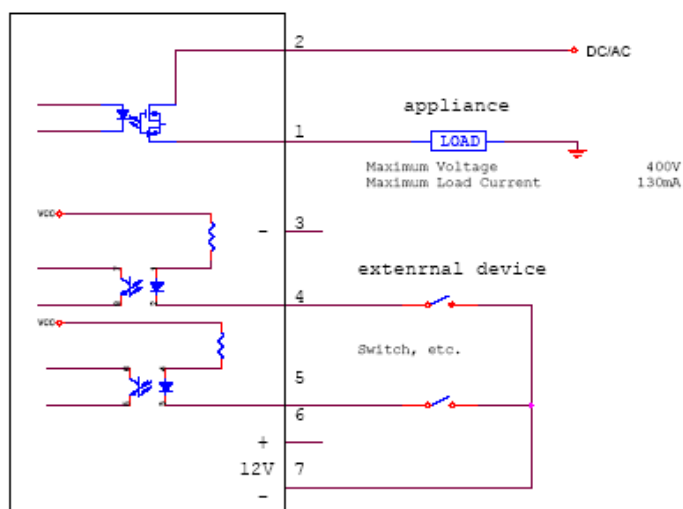 2
DC/AC
appliance
1
LOAD
Maximum Voltage 400V
Maximum Load Current 130mA
VCC
- 3
extenrnal device
4
VCC
Switch, etc.
5
6
+
12V 7
-